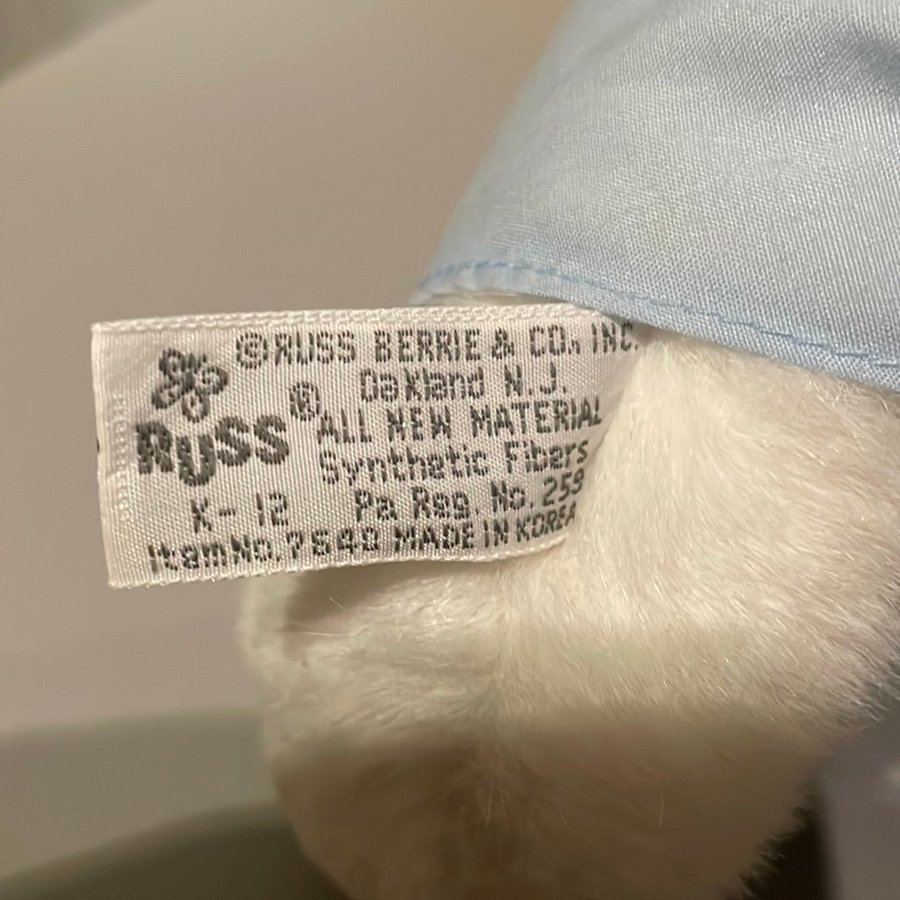 ©RUSS BERRIE & CO., INC.
Oakland N.J.
RUSS®
ALL NEW MATERIAL
Synthetic Fibers
K-12 Pa. Reg. No. 259
Item No. 7640 MADE IN KOREA